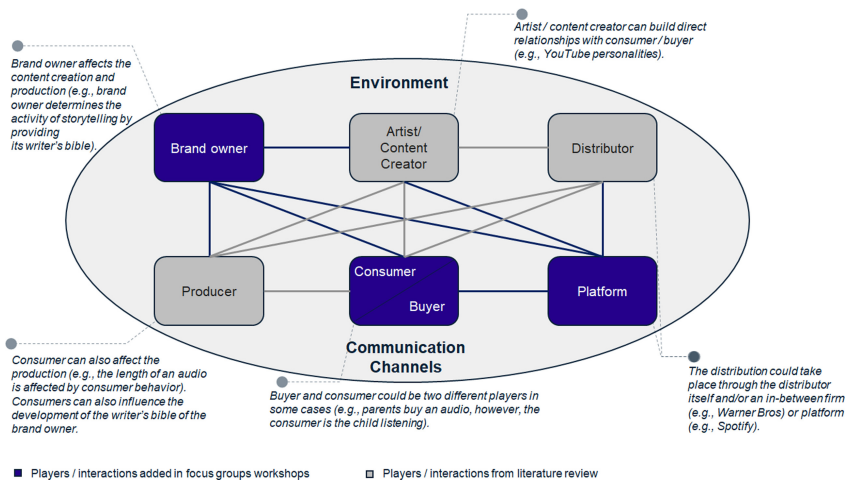 Artist / content creator can build direct
relationships with consumer / buyer
(e.g., YouTube personalities).
Brand owner affects the
content creation and
production (e.g., brand
owner determines the
activity of storytelling by
providing
its writer's bible).
Environment
Brand owner
Artist/
Content
Creator
Distributor
Producer
Consumer
Buyer
Platform
Communication
Channels
Consumer can also affect the
production (e.g., the length of an audio
is affected by consumer behavior).
Consumers can also influence the
development of the writer's bible of the
brand owner.
Buyer and consumer could be two different players in
some cases (e.g., parents buy an audio, however, the
consumer is the child listening).
The distribution could take
place through the distributor
itself and/or an in-between firm
(e.g., Warner Bros) or platform
(e.g., Spotify).
Players / interactions added in focus groups workshops
Players / interactions from literature review